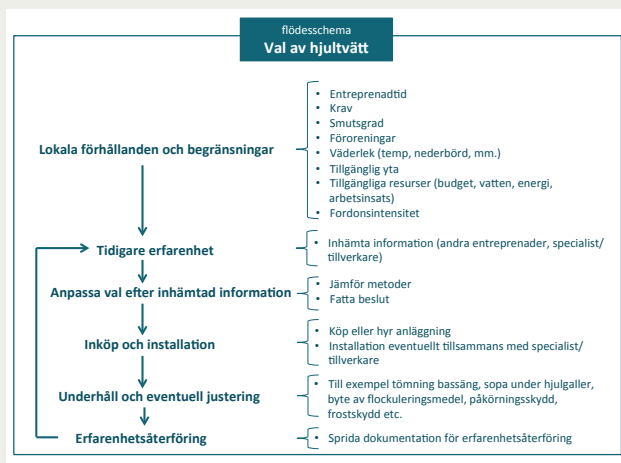 flödesschema
Val av hjultvätt
Lokala förhållanden och begränsningar
• Entreprenadtid
• Krav
• Smutsgrad
• Föroreningar
• Väderlek (temp, nederbörd, mm.)
• Tillgänglig yta
• Tillgängliga resurser (budget, vatten, energi,
arbetsinsats)
• Fordonsintensitet
Tidigare erfarenhet
• Inhämta information (andra entreprenader, specialist/
tillverkare)
Anpassa val efter inhämtad information
• Jämför metoder
• Fatta beslut
Inköp och installation
• Köp eller hyr anläggning
• Installation eventuellt tillsammans med specialist/
tillverkare
Underhåll och eventuell justering
• Till exempel tömning bassäng, sopa under hjulgaller,
byte av flockuleringsmedel, påkörningsskydd,
frostskydd etc.
Erfarenhetsåterföring
• Sprida dokumentation för erfarenhetsåterföring